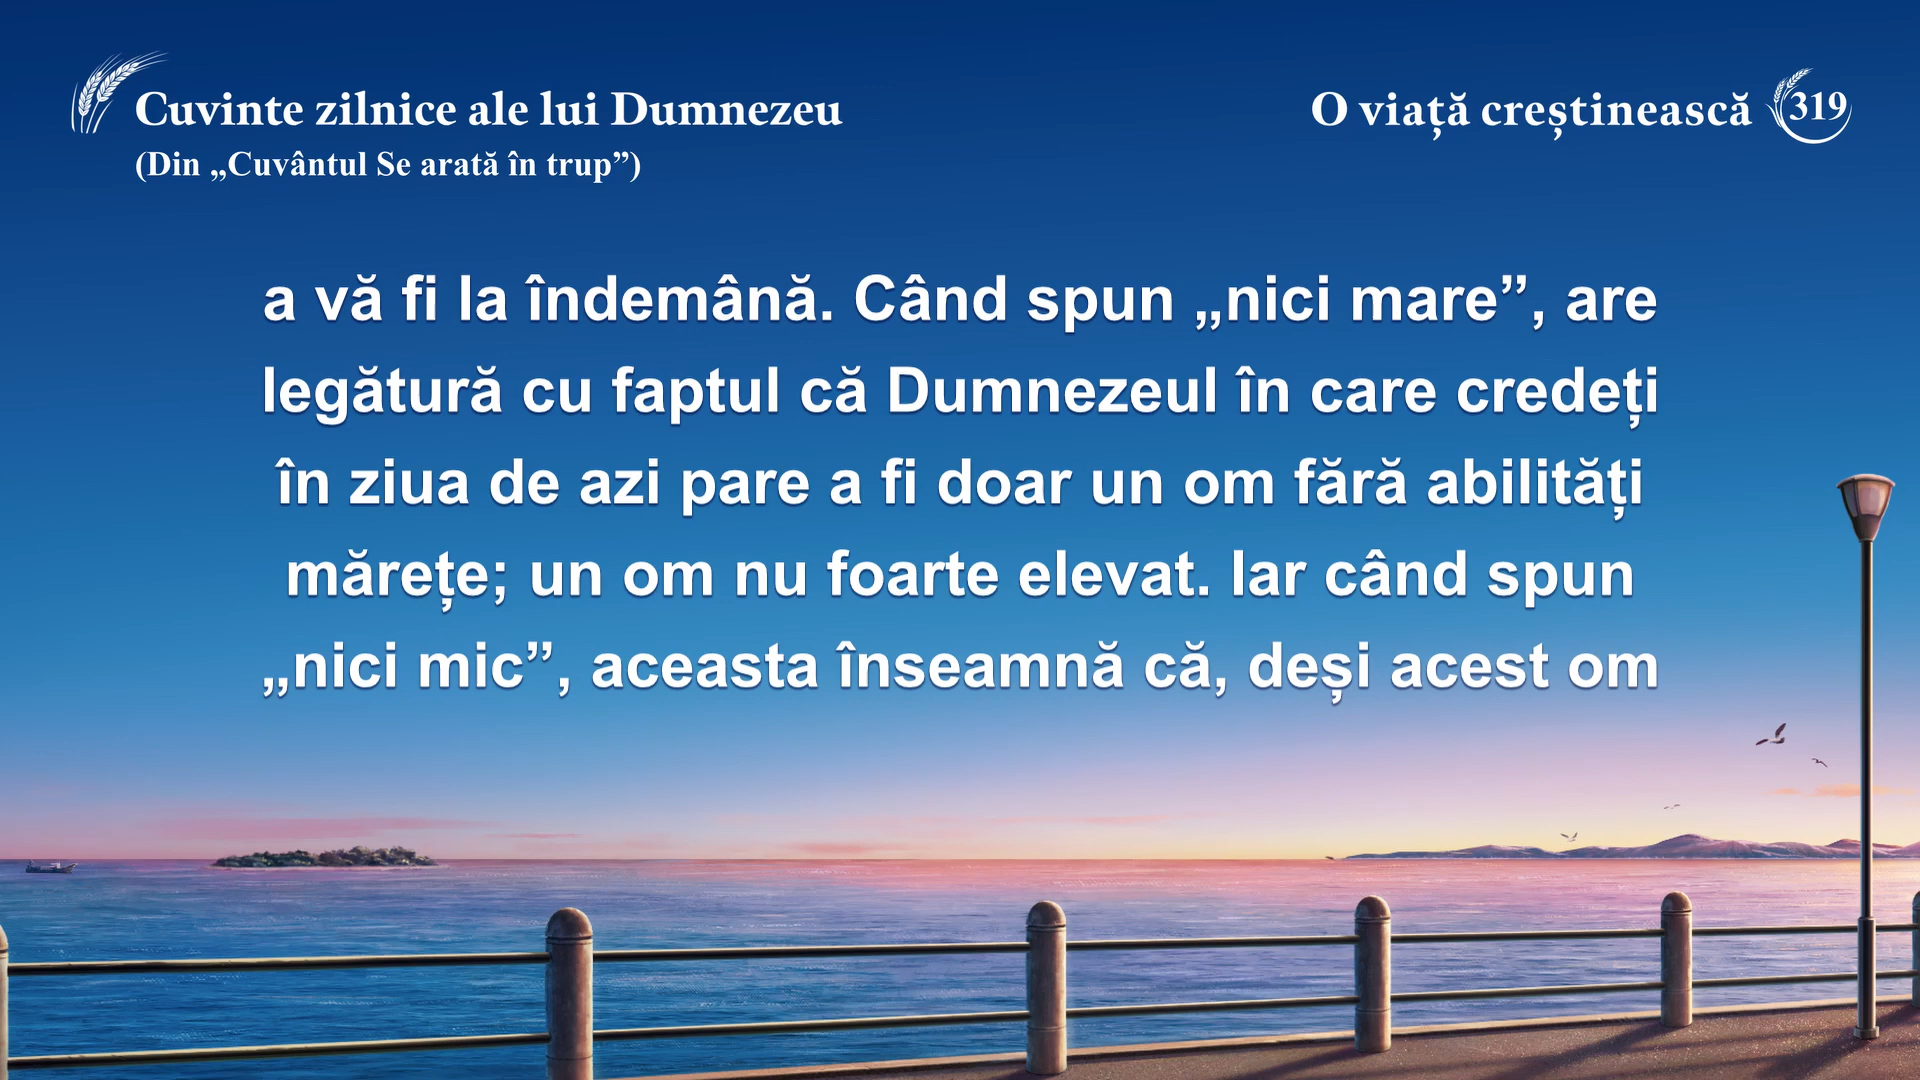 Cuvinte zilnice ale lui Dumnezeu
(Din „Cuvântul Se arată în trup”)
O viață creștinească 319
a vă fi la îndemână. Când spun „nici mare”, are
legătură cu faptul că Dumnezeul în care credeți
în ziua de azi pare a fi doar un om fără abilități
mărețe; un om nu foarte elevat. Iar când spun
„nici mic”, aceasta înseamnă că, deși acest om